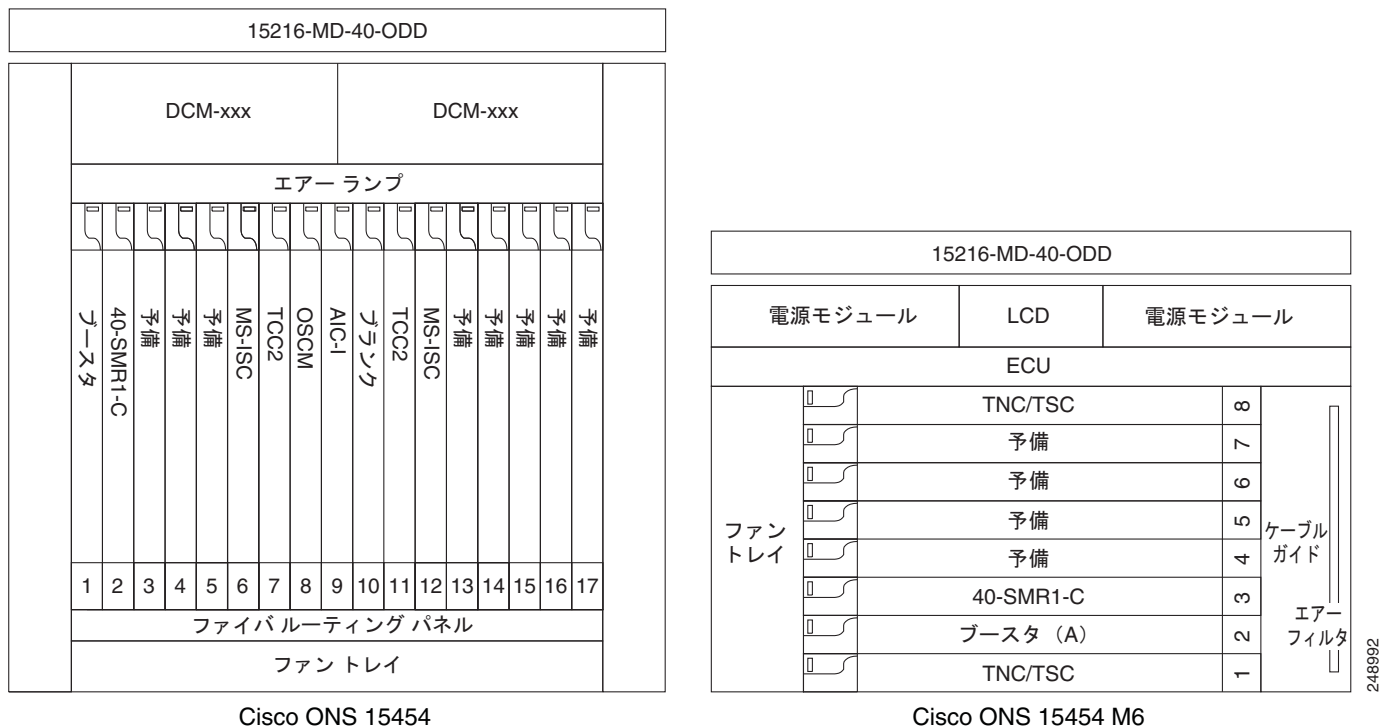 15216-MD-40-ODD
DCM-xxx
DCM-xxx
エアー ランプ
ブースタ
40-SMR1-C
予備
予備
予備
MS-ISC
TCC2
OSCM
AIC-I
ブランク
TCC2
MS-ISC
予備
予備
予備
予備
予備
1 2 3 4 5 6 7 8 9 10 11 12 13 14 15 16 17
ファイバ ルーティング パネル
ファン トレイ
Cisco ONS 15454
15216-MD-40-ODD
電源モジュール LCD 電源モジュール
ECU
ファン
トレイ
TNC/TSC 8
予備 7
予備 6
予備 5
予備 4
40-SMR1-C 3
ブースタ（A） 2
TNC/TSC 1
ケーブル
ガイド
エアー
フィルタ
248992
Cisco ONS 15454 M6